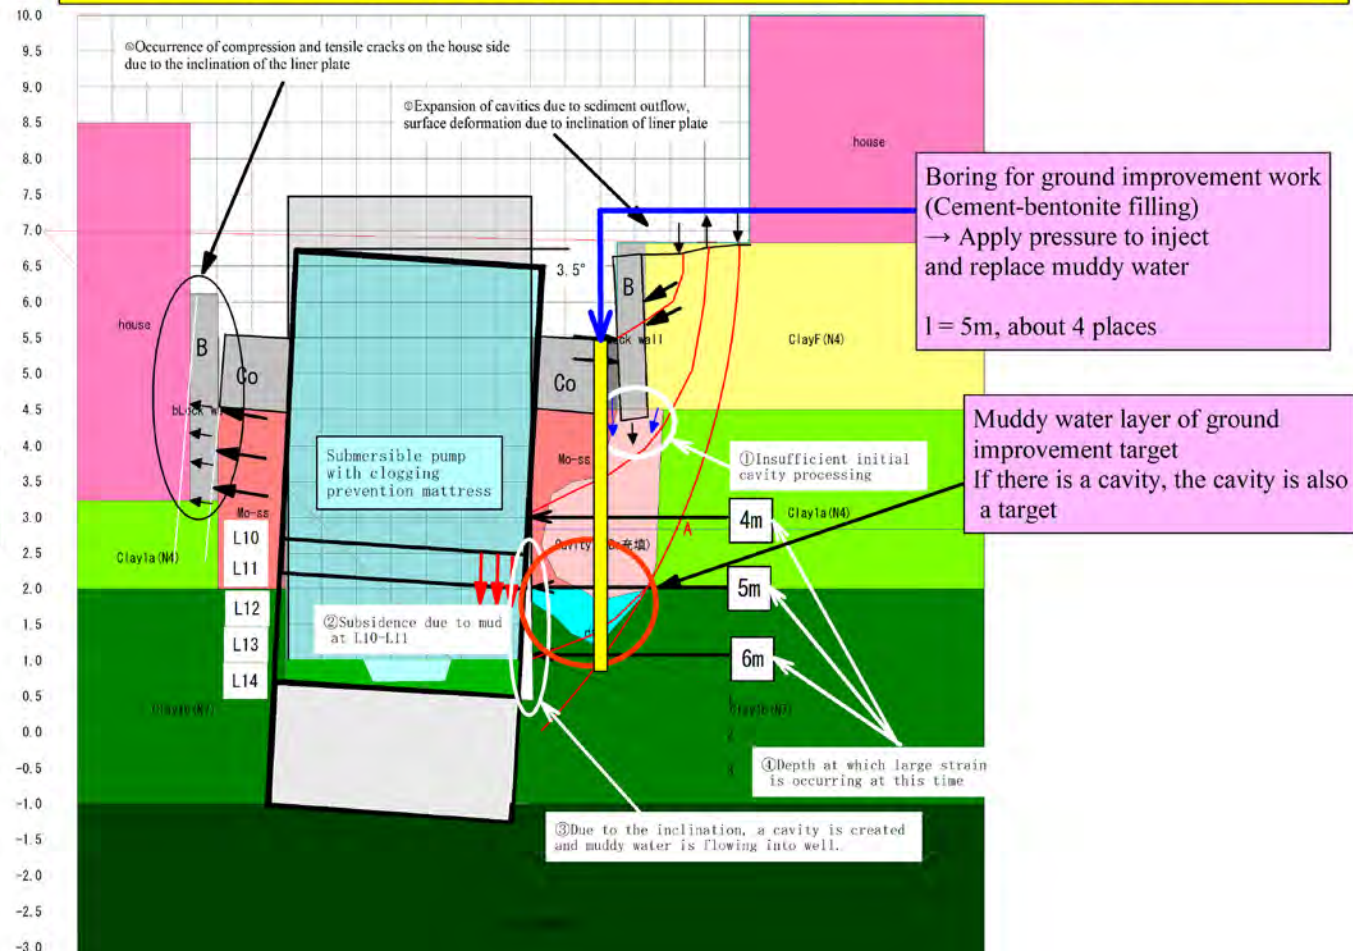 10.0
9.5
9.0
8.5
8.0
7.5
7.0
6.5
6.0
5.5
5.0
4.5
4.0
3.5
3.0
2.5
2.0
1.5
1.0
0.5
0.0
-0.5
-1.0
-1.5
-2.0
-2.5
-3.0
Occurrence of compression and tensile cracks on the house side
due to the inclination of the liner plate
Expansion of cavities due to sediment outflow,
surface deformation due to inclination of liner plate
house
Boring for ground improvement work
(Cement-bentonite filling)
→ Apply pressure to inject
and replace muddy water
l = 5m, about 4 places
3.5°
B
wall
ClayF(N4)
house
B
Co
Co
Muddy water layer of ground
improvement target
If there is a cavity, the cavity is also
a target
Submersible pump
with clogging
prevention mattress
Mo-ss
①Insufficient initial
cavity processing
Mo-ss
Clay1a(N4)
4m
A
Cavity
充填)
L10
L11
Clay1a(N4)
5m
L12
L13
L14
②Subsidence due to mud
at L10-L11
6m
④Depth at which large strain
is occurring at this time
③Due to the inclination, a cavity is created
and muddy water is flowing into well.